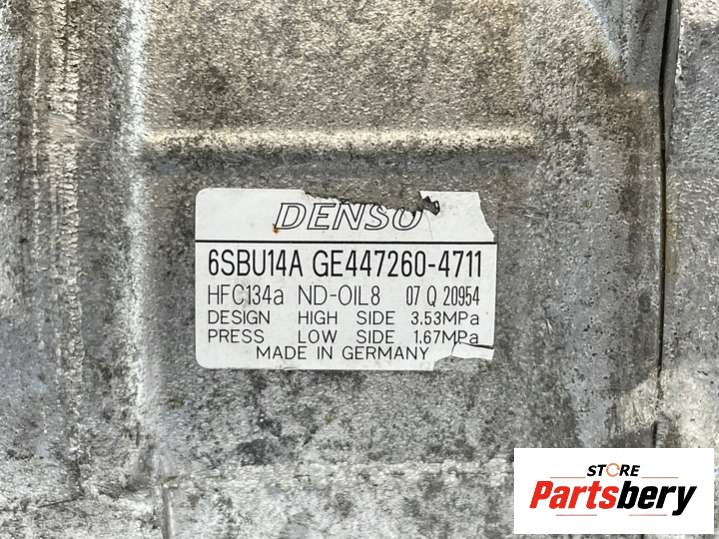 DENSO
6SBU14A GE447260-4711
HFC134a ND-OIL8 07 Q 20954
DESIGN HIGH SIDE 3.53MPa
PRESS LOW SIDE 1.67MPa
MADE IN GERMANY
STORE
Partsbery